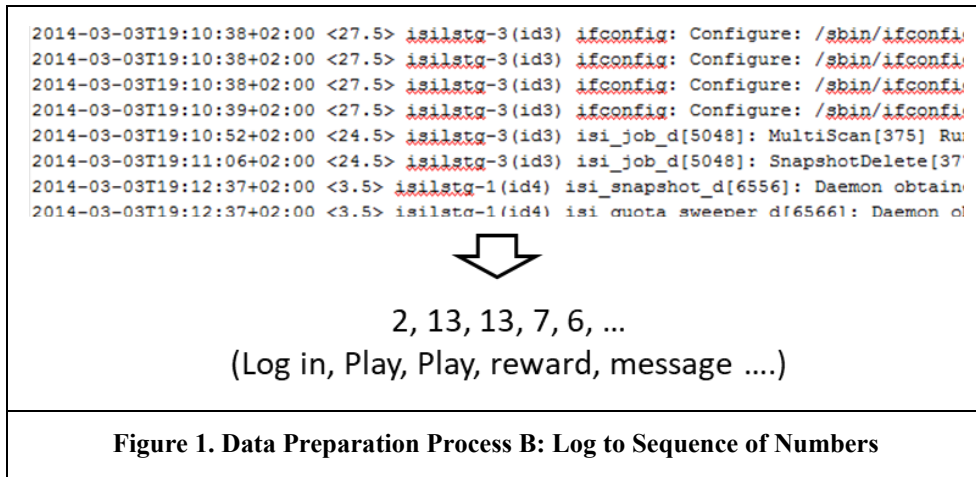 2014-03-03T19:10:38+02:00 <27.5> isilstg-3(id3) ifconfig: Configure: /sbin/ifconfi
2014-03-03T19:10:38+02:00 <27.5> isilstg-3(id3) ifconfig: Configure: /sbin/ifconfi
2014-03-03T19:10:38+02:00 <27.5> isilstg-3(id3) ifconfig: Configure: /sbin/ifconfi
2014-03-03T19:10:39+02:00 <27.5> isilstg-3(id3) ifconfig: Configure: /sbin/ifconfi
2014-03-03T19:10:52+02:00 <24.5> isilstg-3(id3) isi_job_d[5048]: MultiScan[375] Ru
2014-03-03T19:11:06+02:00 <24.5> isilstg-3(id3) isi_job_d[5048]: SnapshotDelete[37
2014-03-03T19:12:37+02:00 <3.5> isilstg-1(id4) isi_snapshot_d[6556]: Daemon obtain
2014-03-03T19:12:37+02:00 <3.5> isilstg-1(id4) isi_quota_sweeper_d[6566]: Daemon o
2, 13, 13, 7, 6, ...
(Log in, Play, Play, reward, message ....)
Figure 1. Data Preparation Process B: Log to Sequence of Numbers